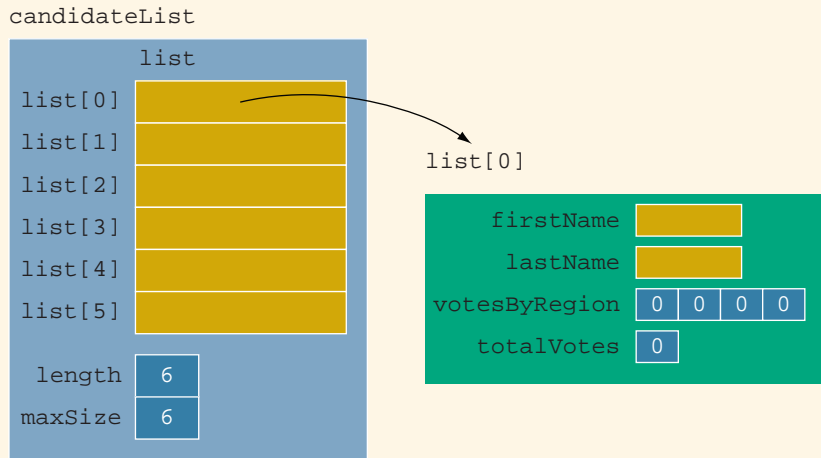 candidateList
list
list[0]
list[1]
list[2]
list[3]
list[4]
list[5]
length 6
maxSize 6
list[0]
firstName
lastName
votesByRegion 0 0 0 0
totalVotes 0